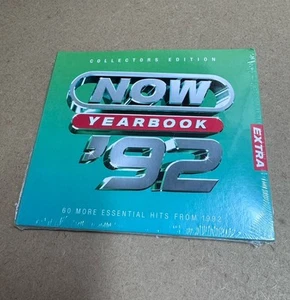 COLLECTORS EDITION
NOW
YEARBOOK
'92
EXTRA
60 MORE ESSENTIAL HITS FROM 1992